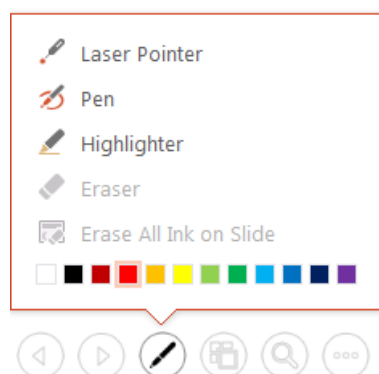 Laser Pointer
Pen
Highlighter
Eraser
Erase All Ink on Slide